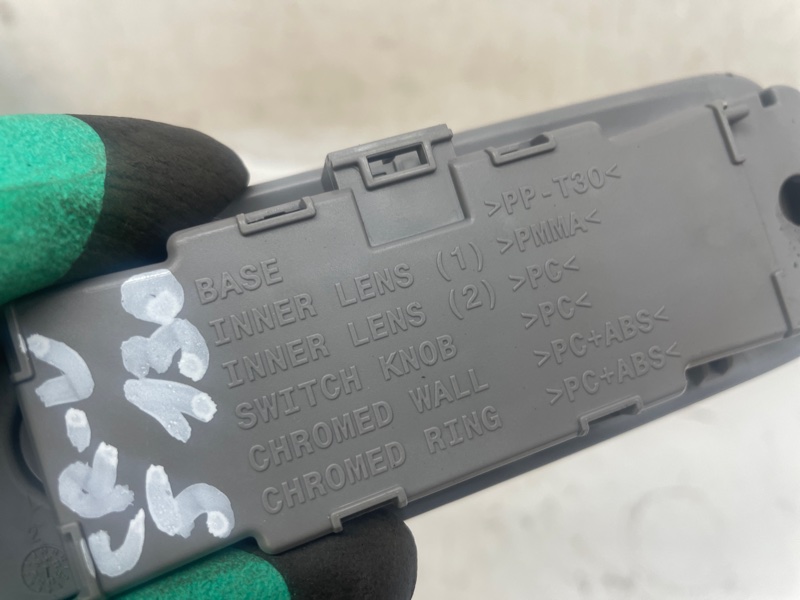 BASE >PP-T30<
INNER LENS (1) >PMMA<
INNER LENS (2) >PC<
SWITCH KNOB >PC<
CHROMED WALL >PC+ABS<
CHROMED RING >PC+ABS<